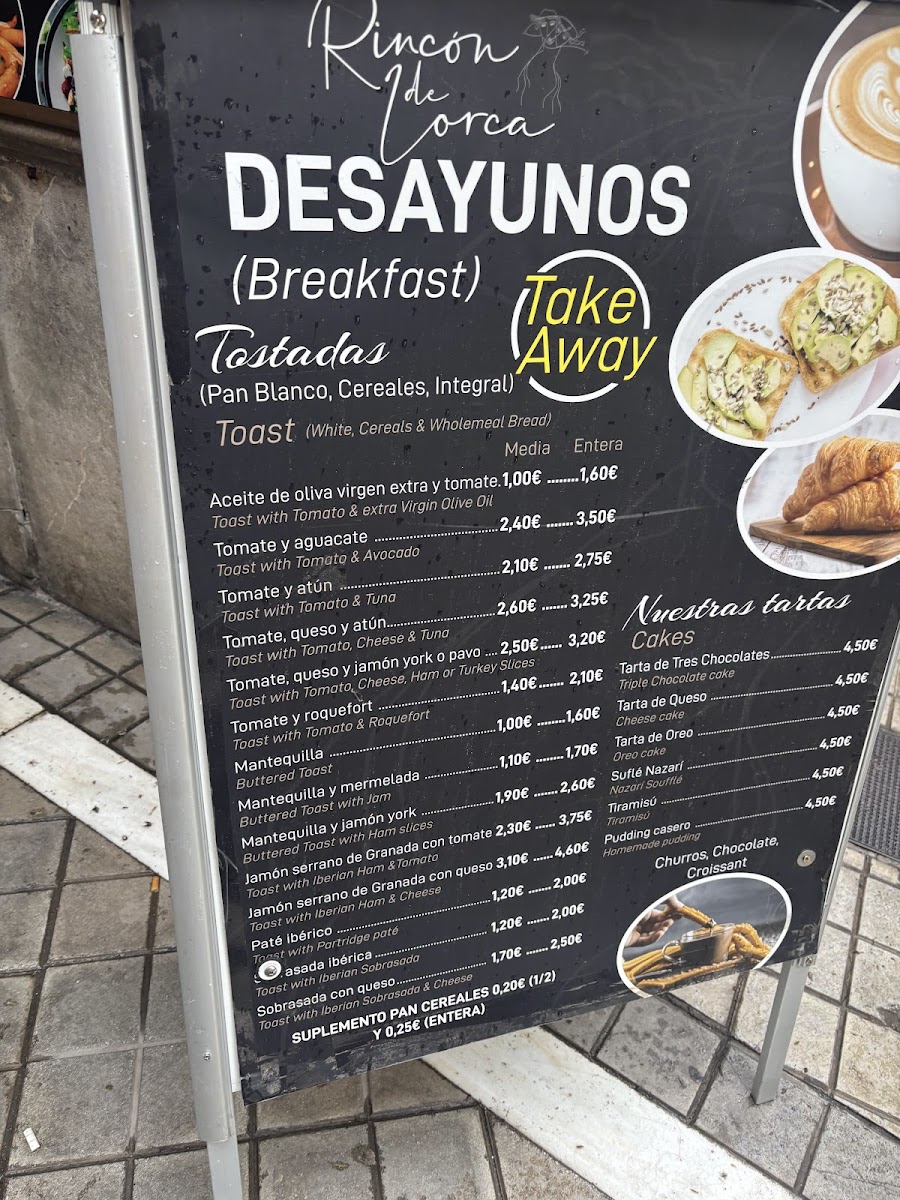 Rincón
de
Lorca
DESAYUNOS
(Breakfast)
Take
Away
Tostadas
(Pan Blanco, Cereales, Integral)
Toast (White, Cereals & Wholemeal Bread)
Media Entera
Aceite de oliva virgen extra y tomate.1,00€ ........1,60€
Toast with Tomato & extra Virgin Olive Oil
Tomate y aguacate ........ 2,40€ ....... 3,50€
Toast with Tomato & Avocado
Tomate y atún ........ 2,10€ ....... 2,75€
Toast with Tomato & Tuna
Tomate, queso y atún........ 2,60€ ....... 3,25€
Toast with Tomato, Cheese & Tuna
Tomate, queso y jamón york o pavo .... 2,50€...... 3,20€
Toast with Tomato, Cheese, Ham or Turkey Slices
Tomate y roquefort ........ 1,40€....... 2,10€
Toast with Tomato & Roquefort
Mantequilla ........ 1,00€ ........1,60€
Buttered Toast
Mantequilla y mermelada ........ 1,10€ ........1,70€
Buttered Toast with Jam
Mantequilla y jamón york ........ 1,90€ ....... 2,60€
Buttered Toast with Ham slices
Jamón serrano de Granada con tomate 2,30€ ...... 3,75€
Toast with Iberian Ham &Tomato
Jamón serrano de Granada con queso 3,10€ ......4,60€
Toast with Iberian Ham & Cheese
Paté ibérico ........ 1,20€ ....... 2,00€
Toast with Partridge paté
asada ibérica ........ 1,20€ ....... 2,00€
Toast with Iberian Sobrasada
Sobrasada con queso........ 1,70€ ....... 2,50€
Toast with Iberian Sobrasada & Cheese
SUPLEMENTO PAN CEREALES 0,20€ (1/2)
Y 0,25€ (ENTERA)
Nuestras tartas
Cakes
Tarta de Tres Chocolates........ 4,50€
Triple Chocolate cake
Tarta de Queso ........ 4,50€
Cheese cake
Tarta de Oreo ........ 4,50€
Oreo cake
Suflé Nazarí ........ 4,50€
Nazarí Soufflé
Tiramisú ........ 4,50€
Tiramisú
Pudding casero ........ 4,50€
Homemade pudding
Churros, Chocolate,
Croissant